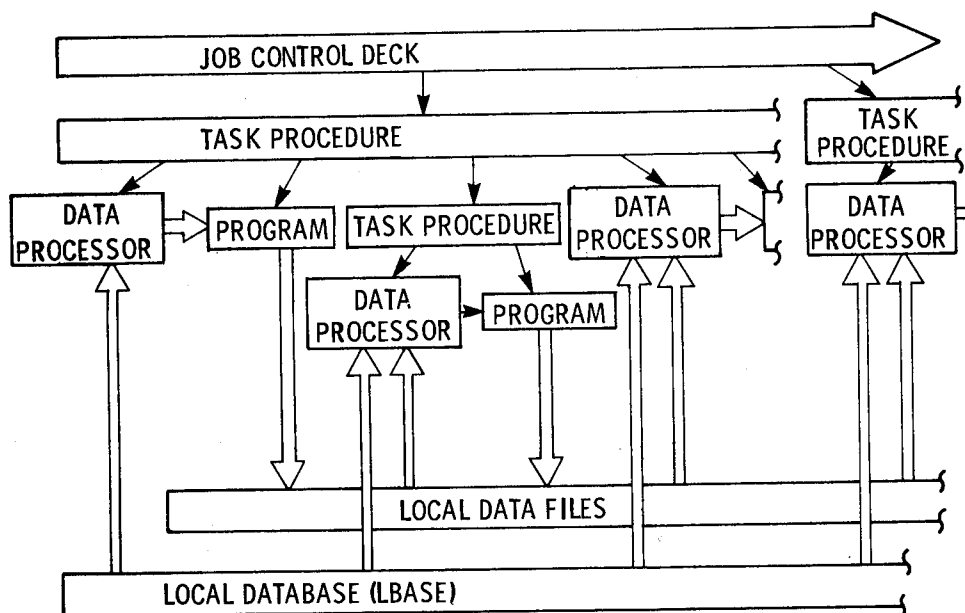 JOB CONTROL DECK
TASK PROCEDURE
TASK
PROCEDURE
DATA
PROCESSOR
PROGRAM
TASK PROCEDURE
DATA
PROCESSOR
DATA
PROCESSOR
DATA
PROCESSOR
PROGRAM
LOCAL DATA FILES
LOCAL DATABASE (LBASE)